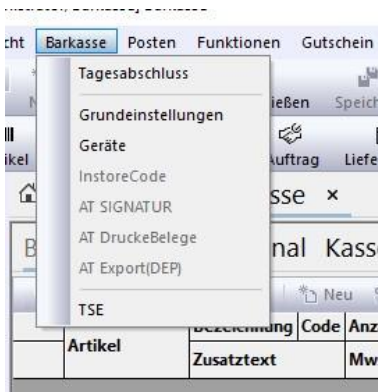 cht Barkasse Posten Funktionen Gutschein
Tagesabschluss
ießen Speich
Grundeinstellungen
Geräte
ikel Auftrag Liefe
InstoreCode
sse ×
AT SIGNATUR
AT DruckeBelege
B nal Kass
AT Export(DEP)
Neu
TSE
Bezeichnung Code Anz
Artikel
Zusatztext Mw